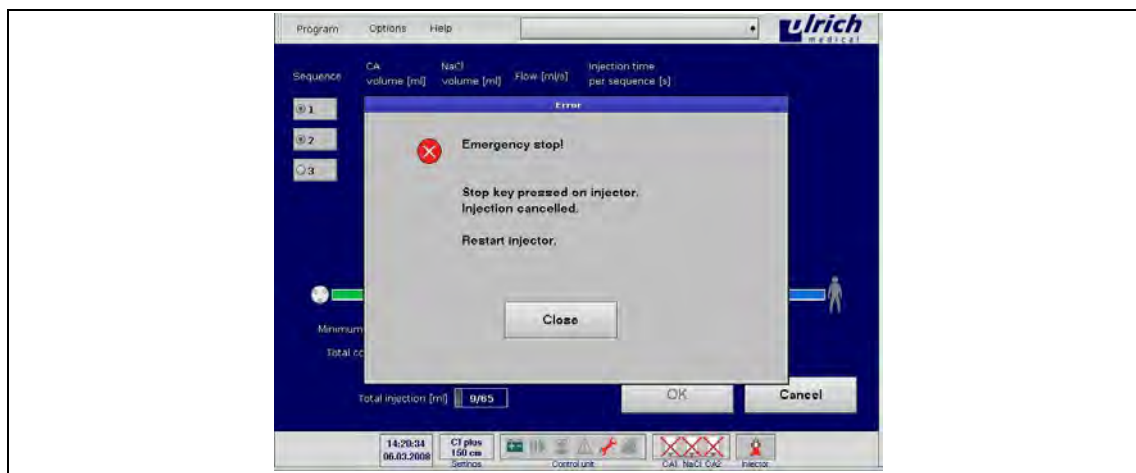 Program Options Help
ulrich
medical
Sequence
CA
volume [ml]
NaCl
volume [ml]
Flow [ml/s]
Injection time
per sequence [s]
1
2
3
Error
Emergency stop!
Stop key pressed on injector.
Injection cancelled.
Restart injector.
Close
Minimum
Total co
Total injection [ml] 9/65
OK
Cancel
14:20:34
06.03.2008
CT plus
150 cm
Settings
Control unit
CA1 NaCl CA2
Injector